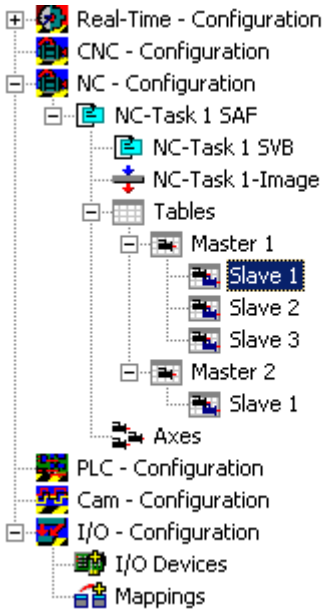 Real-Time - Configuration
CNC - Configuration
NC - Configuration
NC-Task 1 SAF
NC-Task 1 SVB
NC-Task 1-Image
Tables
Master 1
Slave 1
Slave 2
Slave 3
Master 2
Slave 1
Axes
PLC - Configuration
Cam - Configuration
I/O - Configuration
I/O Devices
Mappings